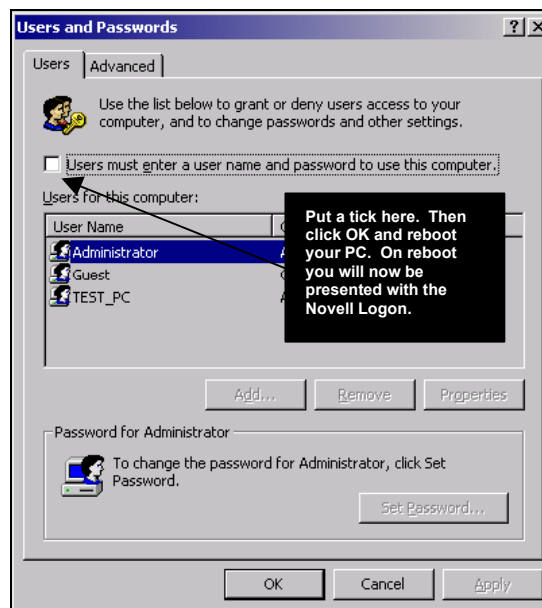 Users and Passwords
Users
Advanced
Use the list below to grant or deny users access to your
computer, and to change passwords and other settings.
Users must enter a user name and password to use this computer.
Users for this computer:
User Name
Administrator
Guest
TEST_PC
Put a tick here. Then
click OK and reboot
your PC. On reboot
you will now be
presented with the
Novell Logon.
Add...
Remove
Properties
Password for Administrator
To change the password for Administrator, click Set
Password.
Set Password...
OK
Cancel
Apply